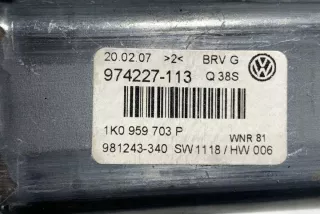 20.02.07 >2< BRV G
974227-113 Q 38S
1K0 959 703 P
WNR 81
981243-340 SW1118 / HW 006